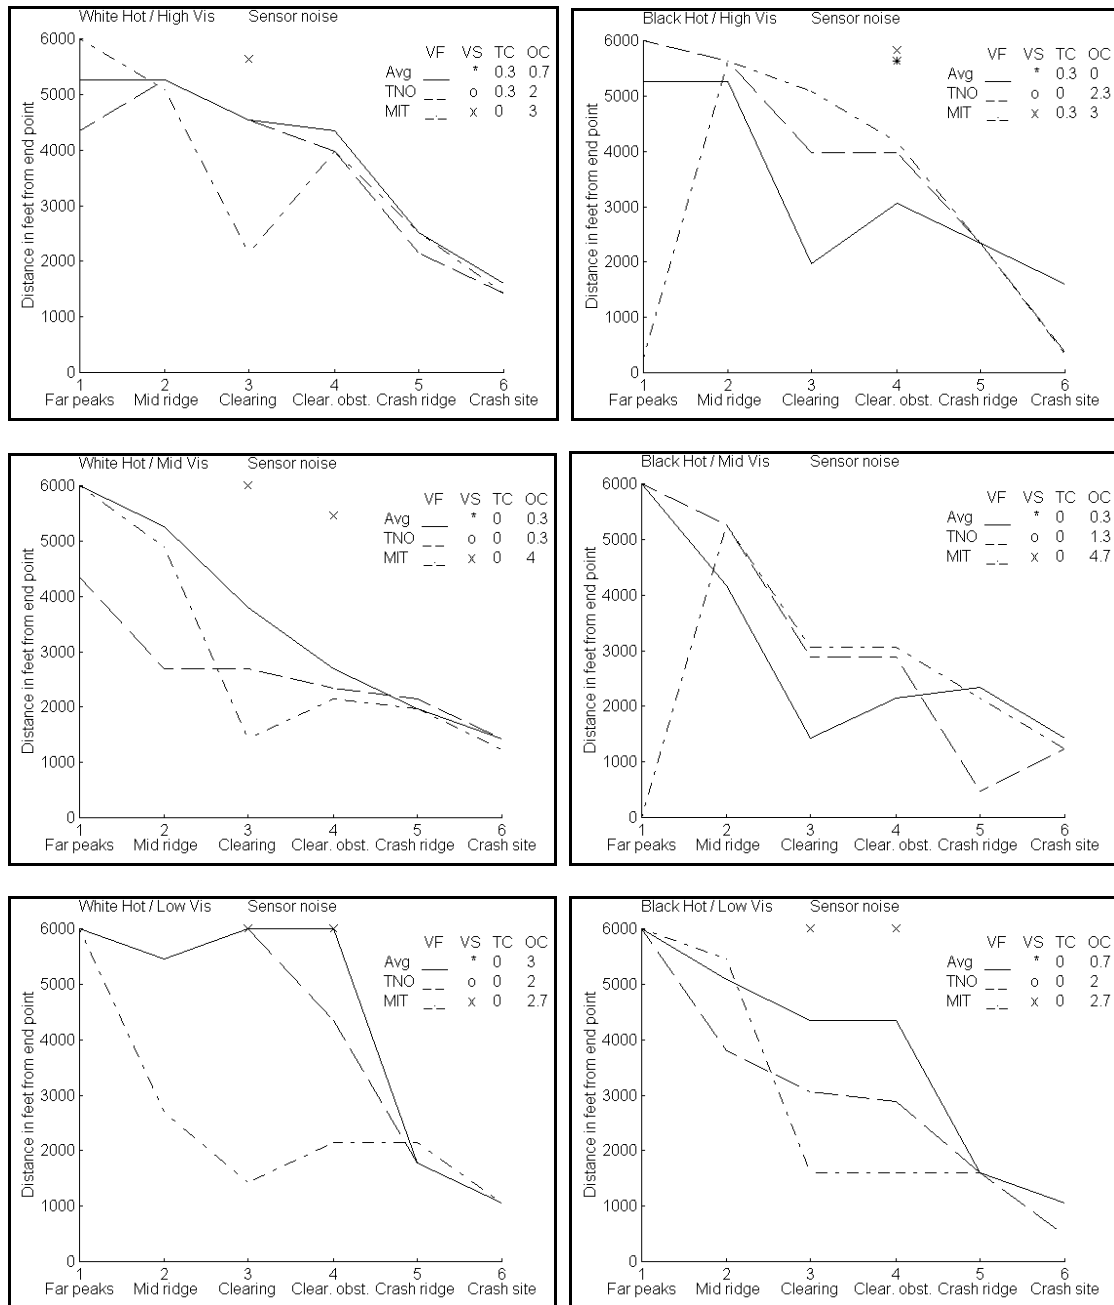 White Hot / High Vis Sensor noise
VF VS TC OC
Avg * 0.3 0.7
TNO o 0.3 2
MIT x 0 3
Distance in feet from end point
6000
5000
4000
3000
2000
1000
0
1 2 3 4 5 6
Far peaks Mid ridge Clearing Clear. obst. Crash ridge Crash site
Black Hot / High Vis Sensor noise
VF VS TC OC
Avg * 0.3 0
TNO o 0 2.3
MIT x 0.3 3
Distance in feet from end point
6000
5000
4000
3000
2000
1000
0
1 2 3 4 5 6
Far peaks Mid ridge Clearing Clear. obst. Crash ridge Crash site
White Hot / Mid Vis Sensor noise
VF VS TC OC
Avg * 0 0.3
TNO o 0 0.3
MIT x 0 4
Distance in feet from end point
6000
5000
4000
3000
2000
1000
0
1 2 3 4 5 6
Far peaks Mid ridge Clearing Clear. obst. Crash ridge Crash site
Black Hot / Mid Vis Sensor noise
VF VS TC OC
Avg * 0 0.3
TNO o 0 1.3
MIT x 0 4.7
Distance in feet from end point
6000
5000
4000
3000
2000
1000
0
1 2 3 4 5 6
Far peaks Mid ridge Clearing Clear. obst. Crash ridge Crash site
White Hot / Low Vis Sensor noise
VF VS TC OC
Avg * 0 3
TNO o 0 2
MIT x 0 2.7
Distance in feet from end point
6000
5000
4000
3000
2000
1000
0
1 2 3 4 5 6
Far peaks Mid ridge Clearing Clear. obst. Crash ridge Crash site
Black Hot / Low Vis Sensor noise
VF VS TC OC
Avg * 0 0.7
TNO o 0 2
MIT x 0 2.7
Distance in feet from end point
6000
5000
4000
3000
2000
1000
0
1 2 3 4 5 6
Far peaks Mid ridge Clearing Clear. obst. Crash ridge Crash site